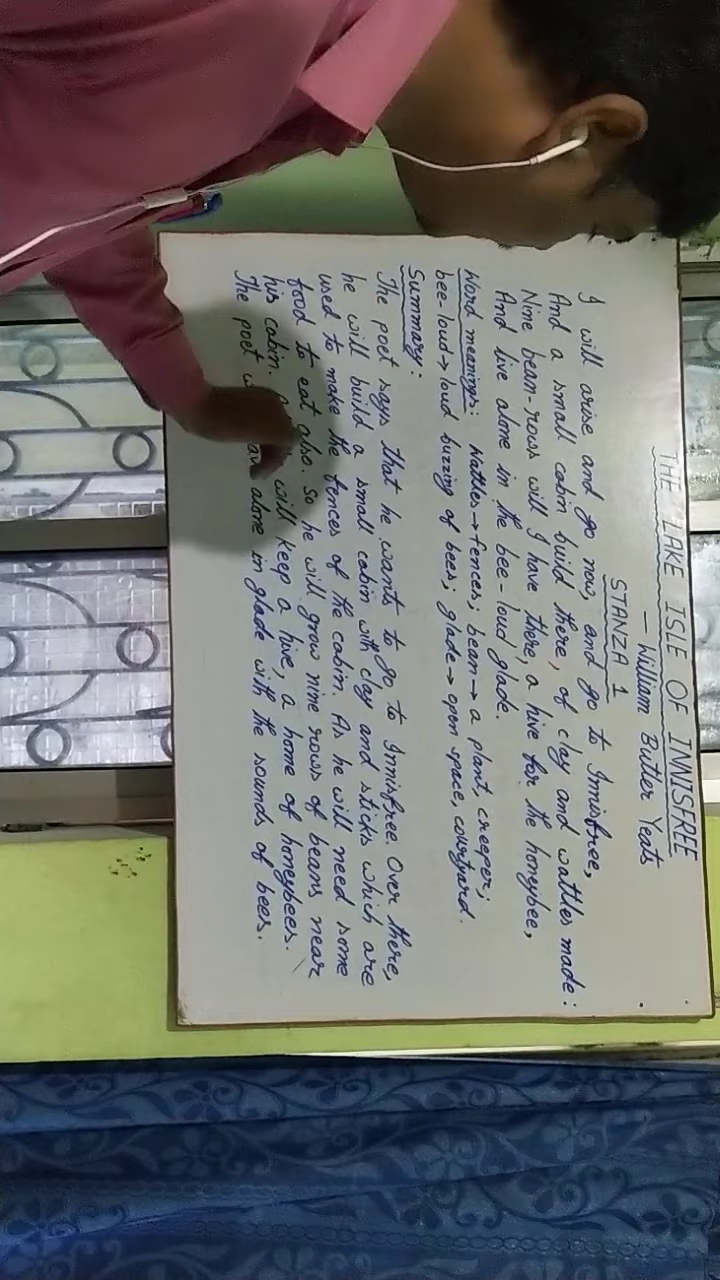 THE LAKE ISLE OF INNISFREE
— William Butler Yeats
STANZA 1
I will arise and go now, and go to Innisfree,
And a small cabin build there, of clay and wattles made:
Nine bean-rows will I have there, a hive for the honeybee,
And live alone in the bee-loud glade.
Word meanings: Wattles→fences; bean→ a plant, creeper;
bee-loud→loud buzzing of bees; glade→ open space, courtyard.
Summary:
The poet says that he wants to go to Innisfree. Over there,
he will build a small cabin with clay and sticks which are
used to make the fences of the cabin. As he will need some
food to eat also. So he will grow nine rows of beans near
his cabin. will keep a hive, a home of honeybees.
The poet alone in glade with the sounds of bees.